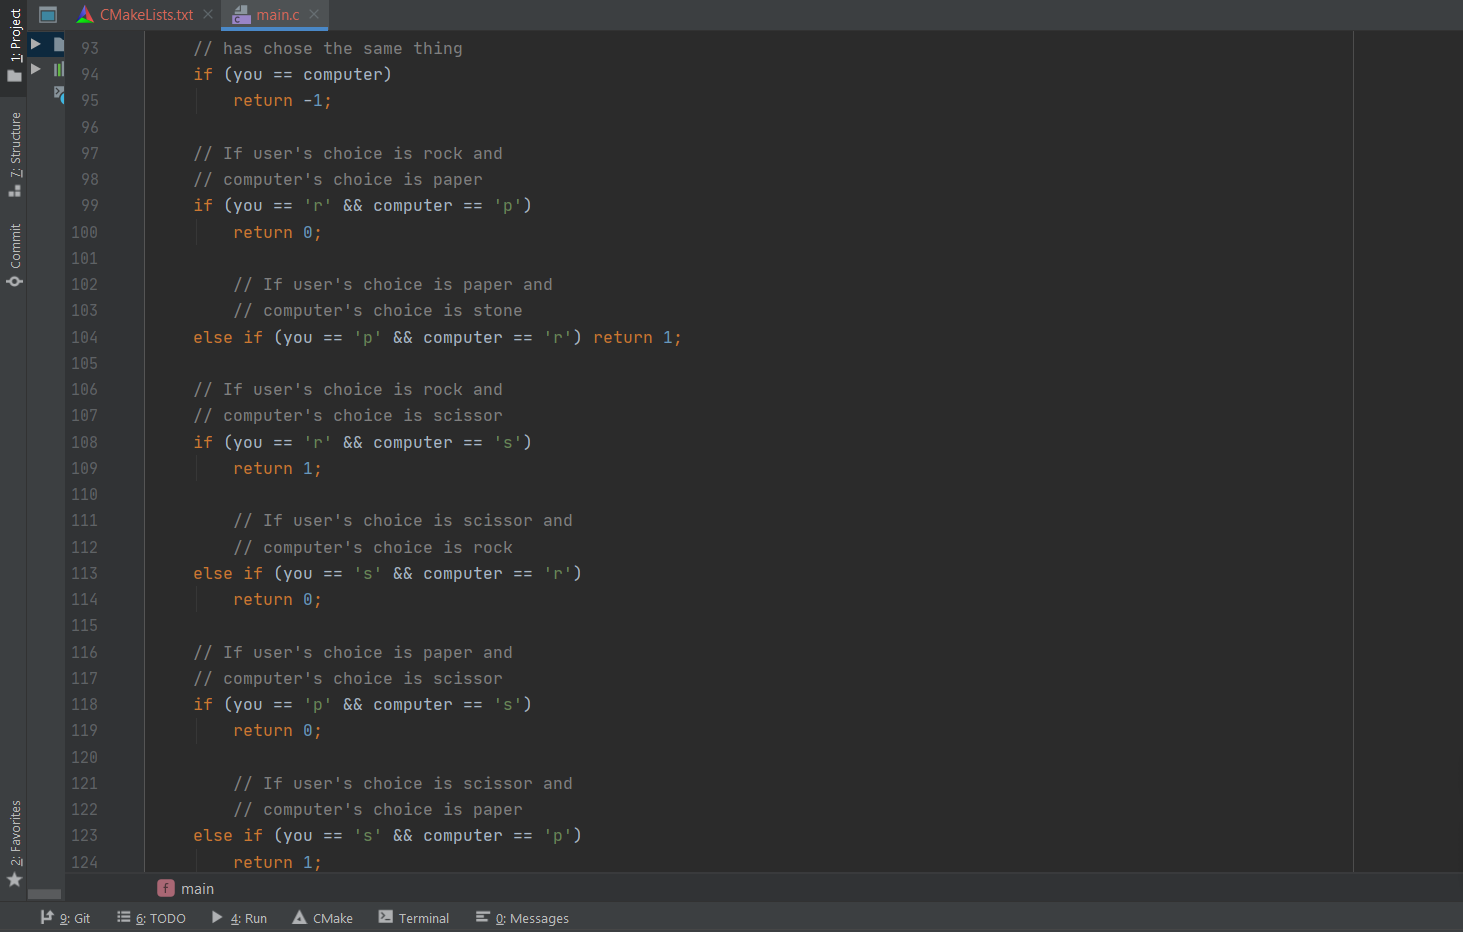 CMakeLists.txt main.c
1: Project
7: Structure
Commit
2: Favorites
93 // has chose the same thing
94 if (you == computer)
95 return -1;
96
97 // If user's choice is rock and
98 // computer's choice is paper
99 if (you == 'r' && computer == 'p')
100 return 0;
101
102 // If user's choice is paper and
103 // computer's choice is stone
104 else if (you == 'p' && computer == 'r') return 1;
105
106 // If user's choice is rock and
107 // computer's choice is scissor
108 if (you == 'r' && computer == 's')
109 return 1;
110
111 // If user's choice is scissor and
112 // computer's choice is rock
113 else if (you == 's' && computer == 'r')
114 return 0;
115
116 // If user's choice is paper and
117 // computer's choice is scissor
118 if (you == 'p' && computer == 's')
119 return 0;
120
121 // If user's choice is scissor and
122 // computer's choice is paper
123 else if (you == 's' && computer == 'p')
124 return 1;
f main
9: Git 6: TODO 4: Run CMake Terminal 0: Messages